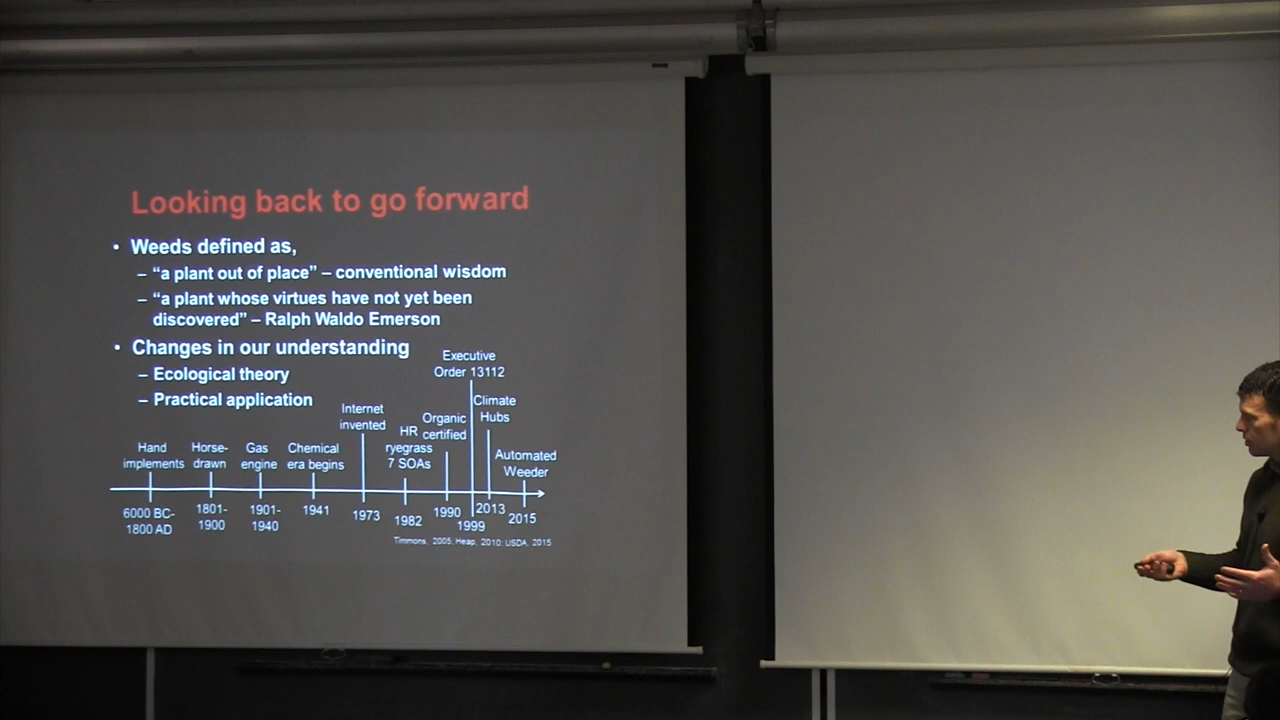 Looking back to go forward
• Weeds defined as,
– “a plant out of place” – conventional wisdom
– “a plant whose virtues have not yet been
discovered” – Ralph Waldo Emerson
• Changes in our understanding
– Ecological theory
– Practical application
Hand
implements
6000 BC-
1800 AD
Horse-
drawn
1801-
1900
Gas
engine
1901-
1940
Chemical
era begins
1941
Internet
invented
1973
HR
ryegrass
7 SOAs
1982
Organic
certified
1990
Executive
Order 13112
1999
Climate
Hubs
2013
Automated
Weeder
2015
Timmons. 2005; Heap. 2010; USDA. 2015